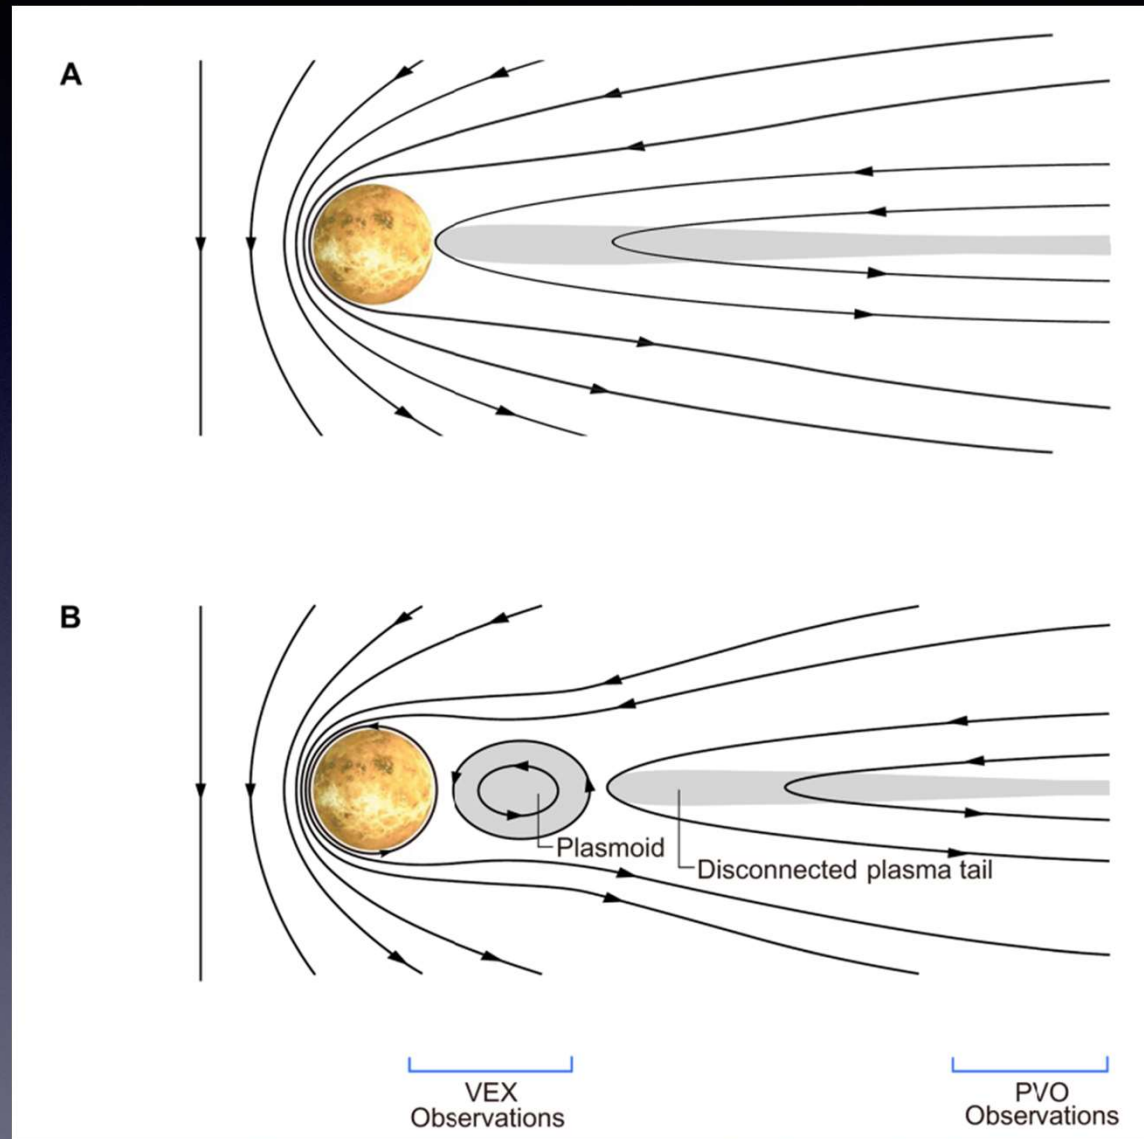 A
B
Plasmoid
Disconnected plasma tail
VEX
Observations
PVO
Observations